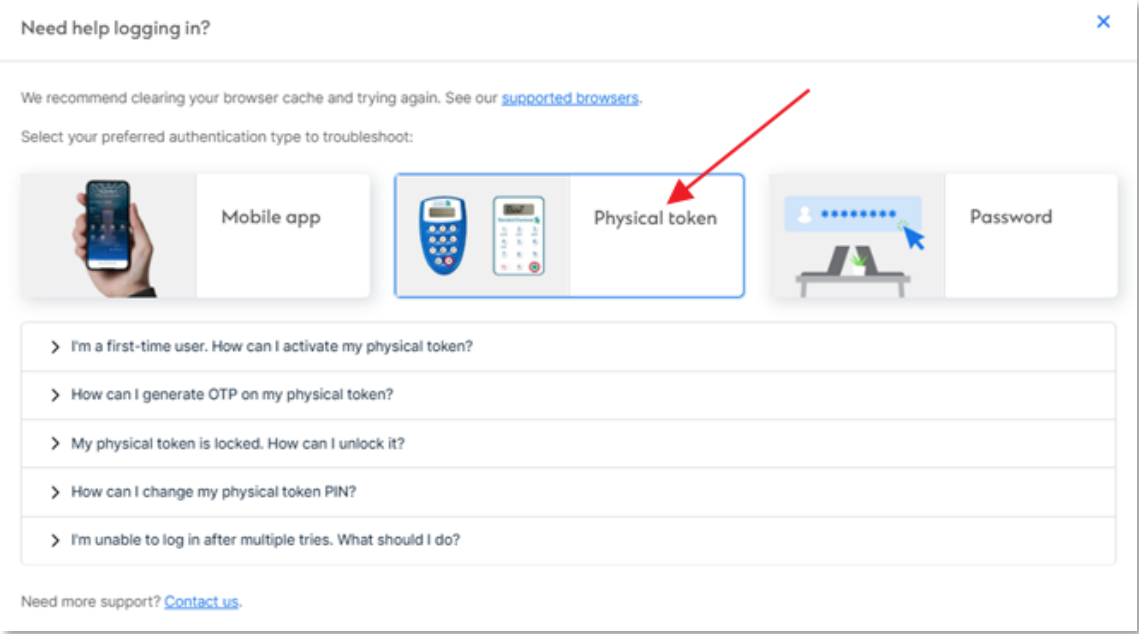 Need help logging in?
We recommend clearing your browser cache and trying again. See our supported browsers.
Select your preferred authentication type to troubleshoot:
Mobile app
Physical token
Password
I'm a first-time user. How can I activate my physical token?
How can I generate OTP on my physical token?
My physical token is locked. How can I unlock it?
How can I change my physical token PIN?
I'm unable to log in after multiple tries. What should I do?
Need more support? Contact us.